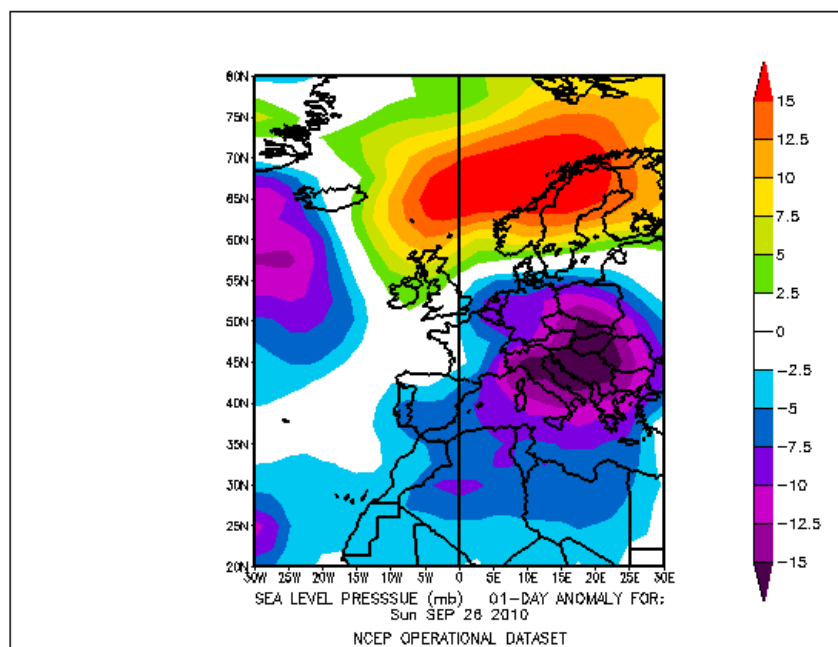 80N
75N
70N
65N
60N
55N
50N
45N
40N
35N
30N
25N
20N
30W 25W 20W 15W 10W 5W 0 5E 10E 15E 20E 25E 30E
15
12.5
10
7.5
5
2.5
0
-2.5
-5
-7.5
-10
-12.5
-15
SEA LEVEL PRESSSUE (mb) 01-DAY ANOMALY FOR:
Sun SEP 26 2010
NCEP OPERATIONAL DATASET